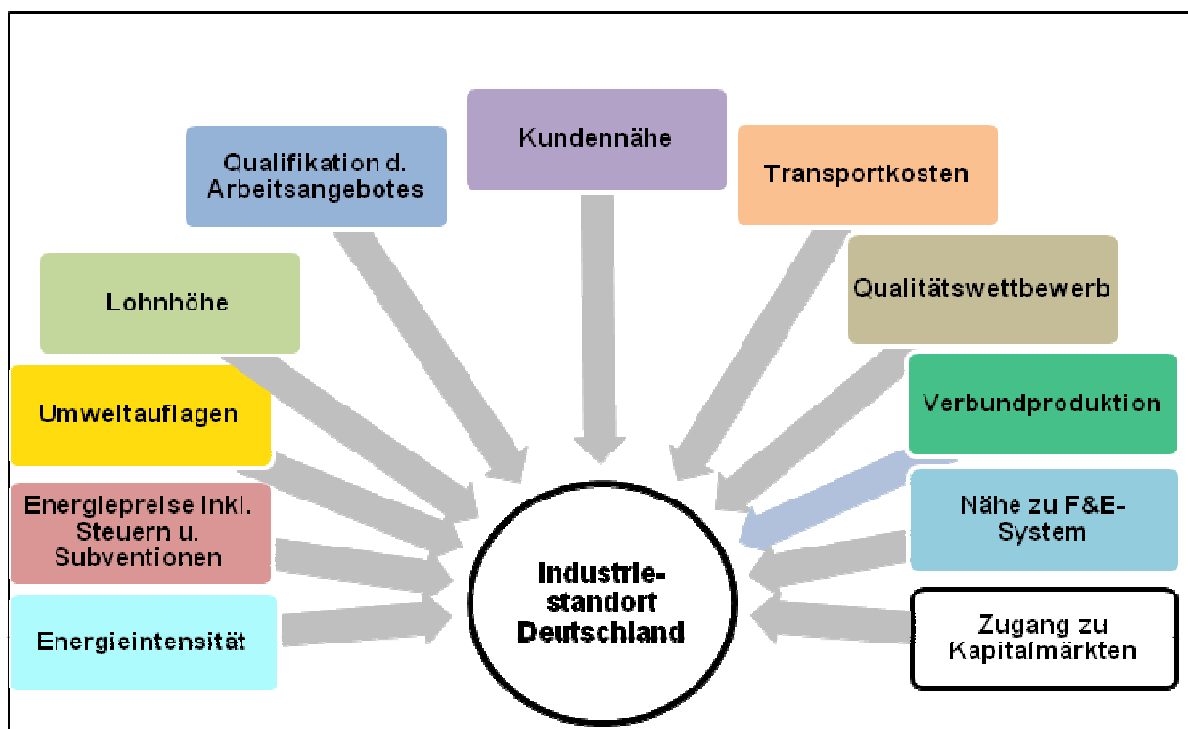 Kundennähe
Qualifikation d.
Arbeitsangebotes
Transportkosten
Lohnhöhe
Qualitätswettbewerb
Umweltauflagen
Verbundproduktion
Energiepreise Inkl.
Steuern u.
Subventionen
Nähe zu F&E-
System
Energieintensität
Zugang zu
Kapitalmärkten
Industrie-
standort
Deutschland